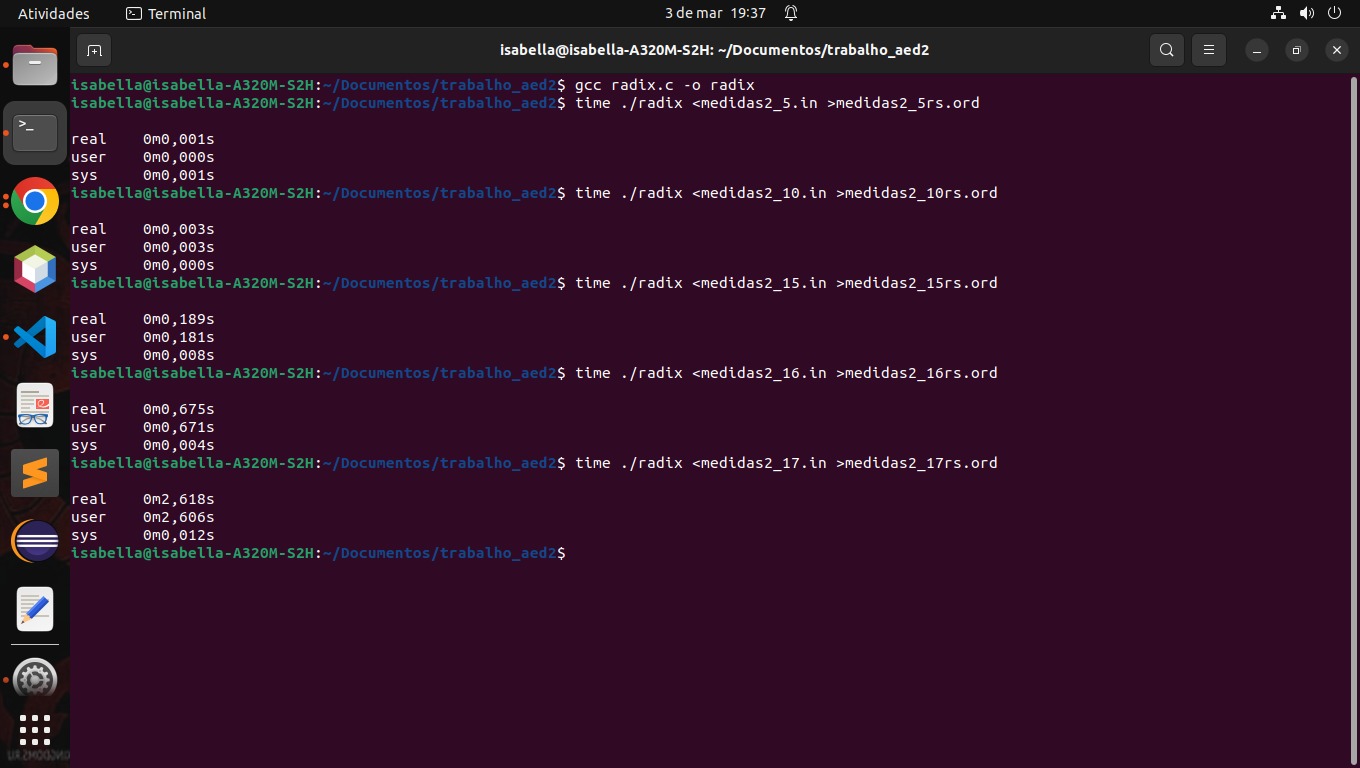 Atividades Terminal 3 de mar 19:37
isabella@isabella-A320M-S2H: ~/Documentos/trabalho_aed2
isabella@isabella-A320M-S2H:~/Documentos/trabalho_aed2$ gcc radix.c -o radix
isabella@isabella-A320M-S2H:~/Documentos/trabalho_aed2$ time ./radix <medidas2_5.in >medidas2_5rs.ord
real 0m0,001s
user 0m0,000s
sys 0m0,001s
isabella@isabella-A320M-S2H:~/Documentos/trabalho_aed2$ time ./radix <medidas2_10.in >medidas2_10rs.ord
real 0m0,003s
user 0m0,003s
sys 0m0,000s
isabella@isabella-A320M-S2H:~/Documentos/trabalho_aed2$ time ./radix <medidas2_15.in >medidas2_15rs.ord
real 0m0,189s
user 0m0,181s
sys 0m0,008s
isabella@isabella-A320M-S2H:~/Documentos/trabalho_aed2$ time ./radix <medidas2_16.in >medidas2_16rs.ord
real 0m0,675s
user 0m0,671s
sys 0m0,004s
isabella@isabella-A320M-S2H:~/Documentos/trabalho_aed2$ time ./radix <medidas2_17.in >medidas2_17rs.ord
real 0m2,618s
user 0m2,606s
sys 0m0,012s
isabella@isabella-A320M-S2H:~/Documentos/trabalho_aed2$